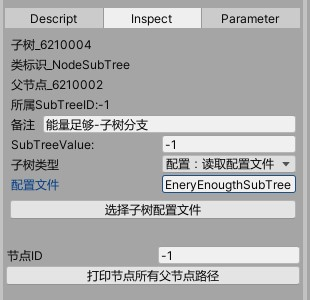 Descript Inspect Parameter
子树_6210004
类标识_NodeSubTree
父节点_6210002
所属SubTreeID:-1
备注 能量足够-子树分支
SubTreeValue: -1
子树类型 配置：读取配置文件
配置文件 EneryEnougthSubTree
选择子树配置文件
节点ID -1
打印节点所有父节点路径